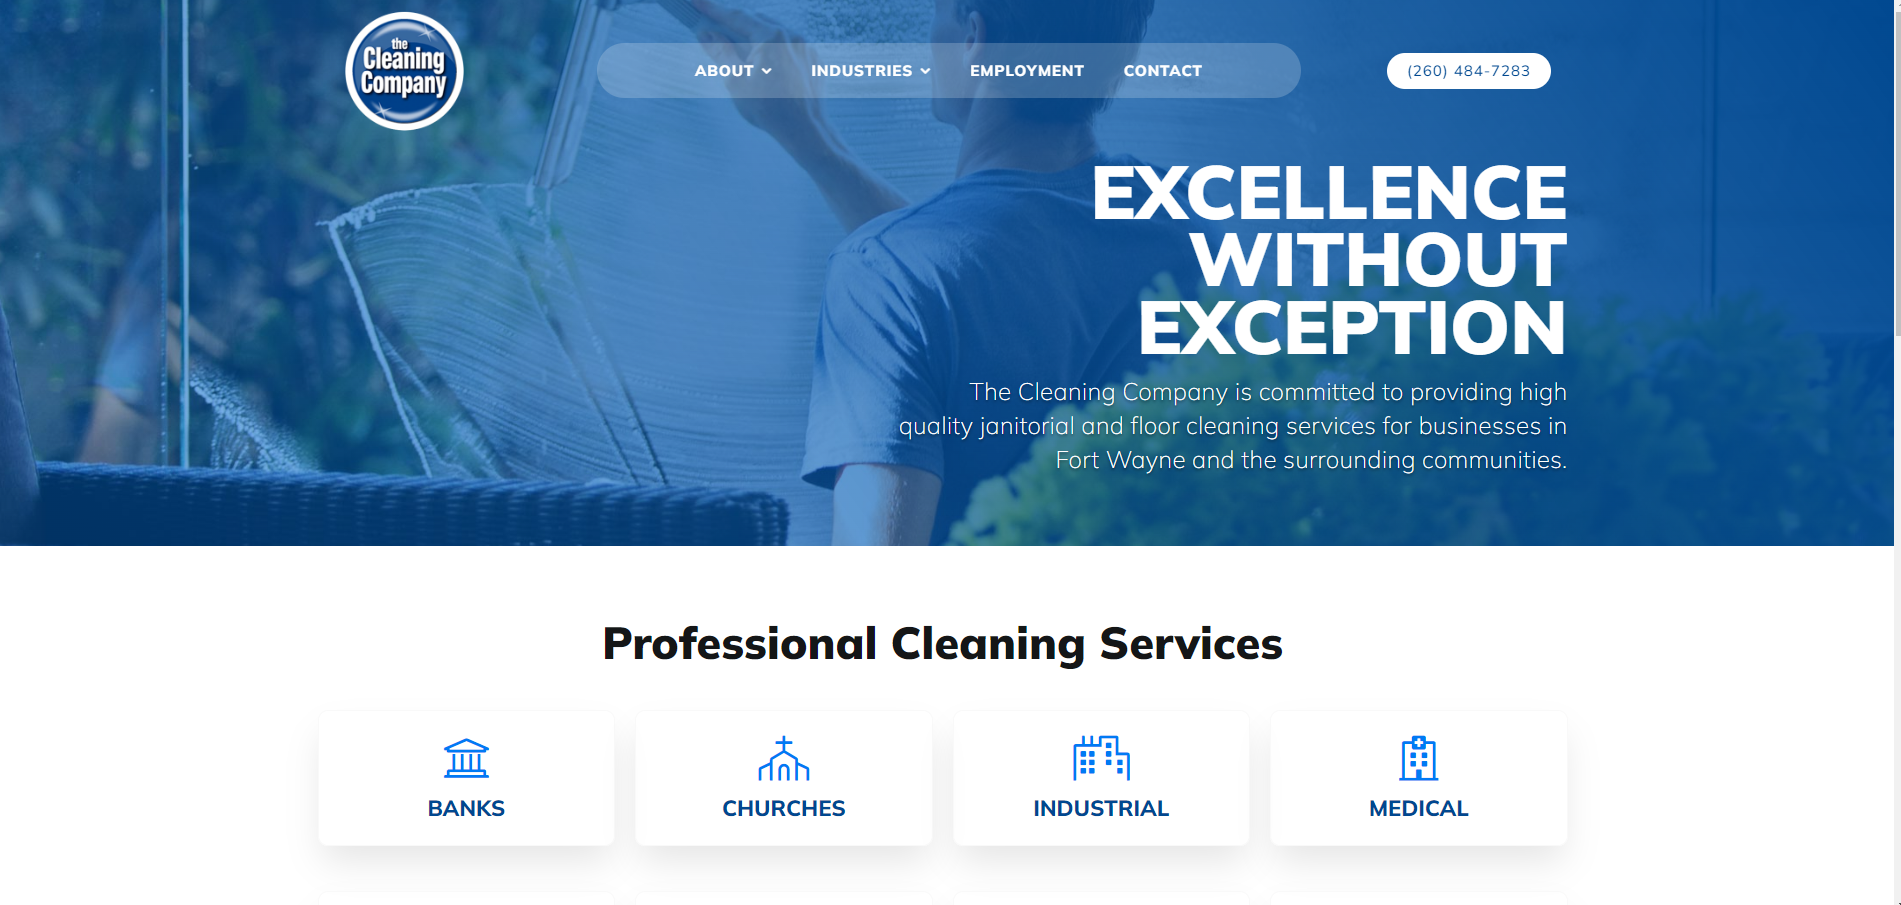 the
Cleaning
Company
ABOUT
INDUSTRIES
EMPLOYMENT
CONTACT
(260) 484-7283
EXCELLENCE
WITHOUT
EXCEPTION
The Cleaning Company is committed to providing high
quality janitorial and floor cleaning services for businesses in
Fort Wayne and the surrounding communities.
Professional Cleaning Services
BANKS
CHURCHES
INDUSTRIAL
MEDICAL